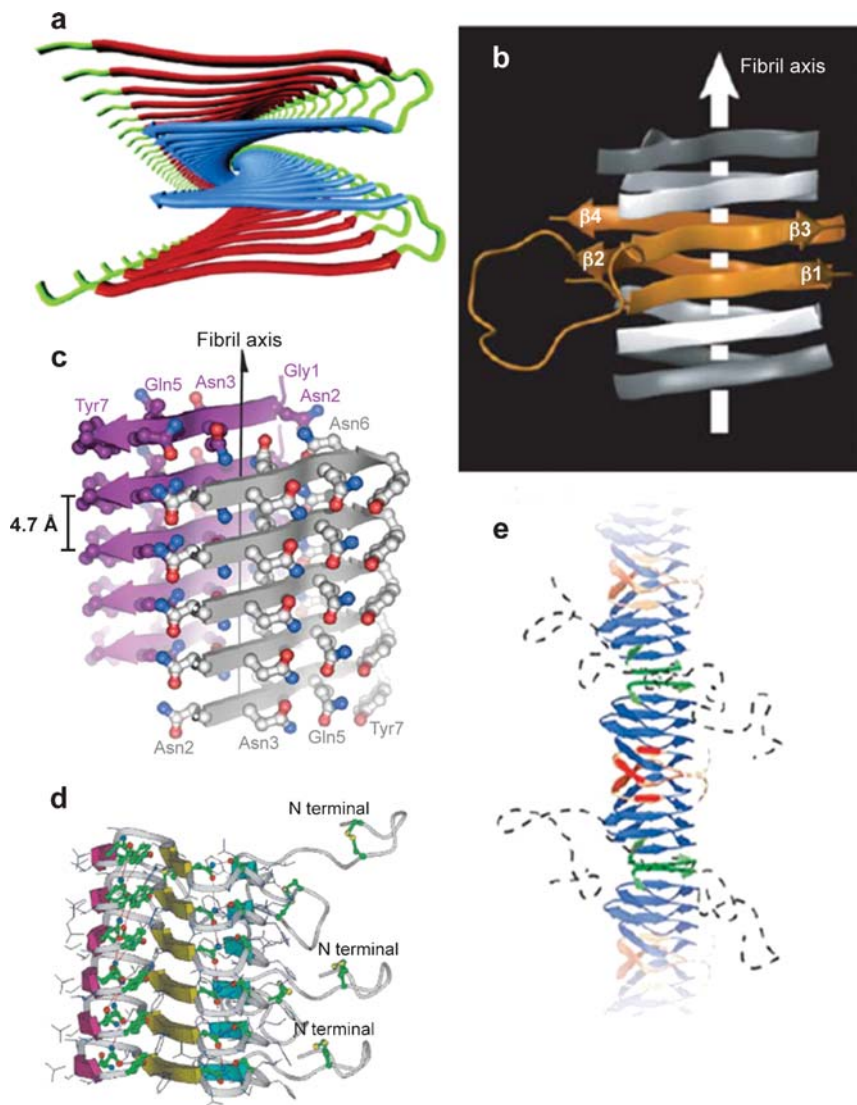 a
b
Fibril axis
β4
β3
β2
β1
c
Fibril axis
Gly1
Gln5
Asn3
Asn2
Tyr7
Asn6
4.7 Å
Asn2
Asn3
Gln5
Tyr7
d
N terminal
N terminal
N terminal
e